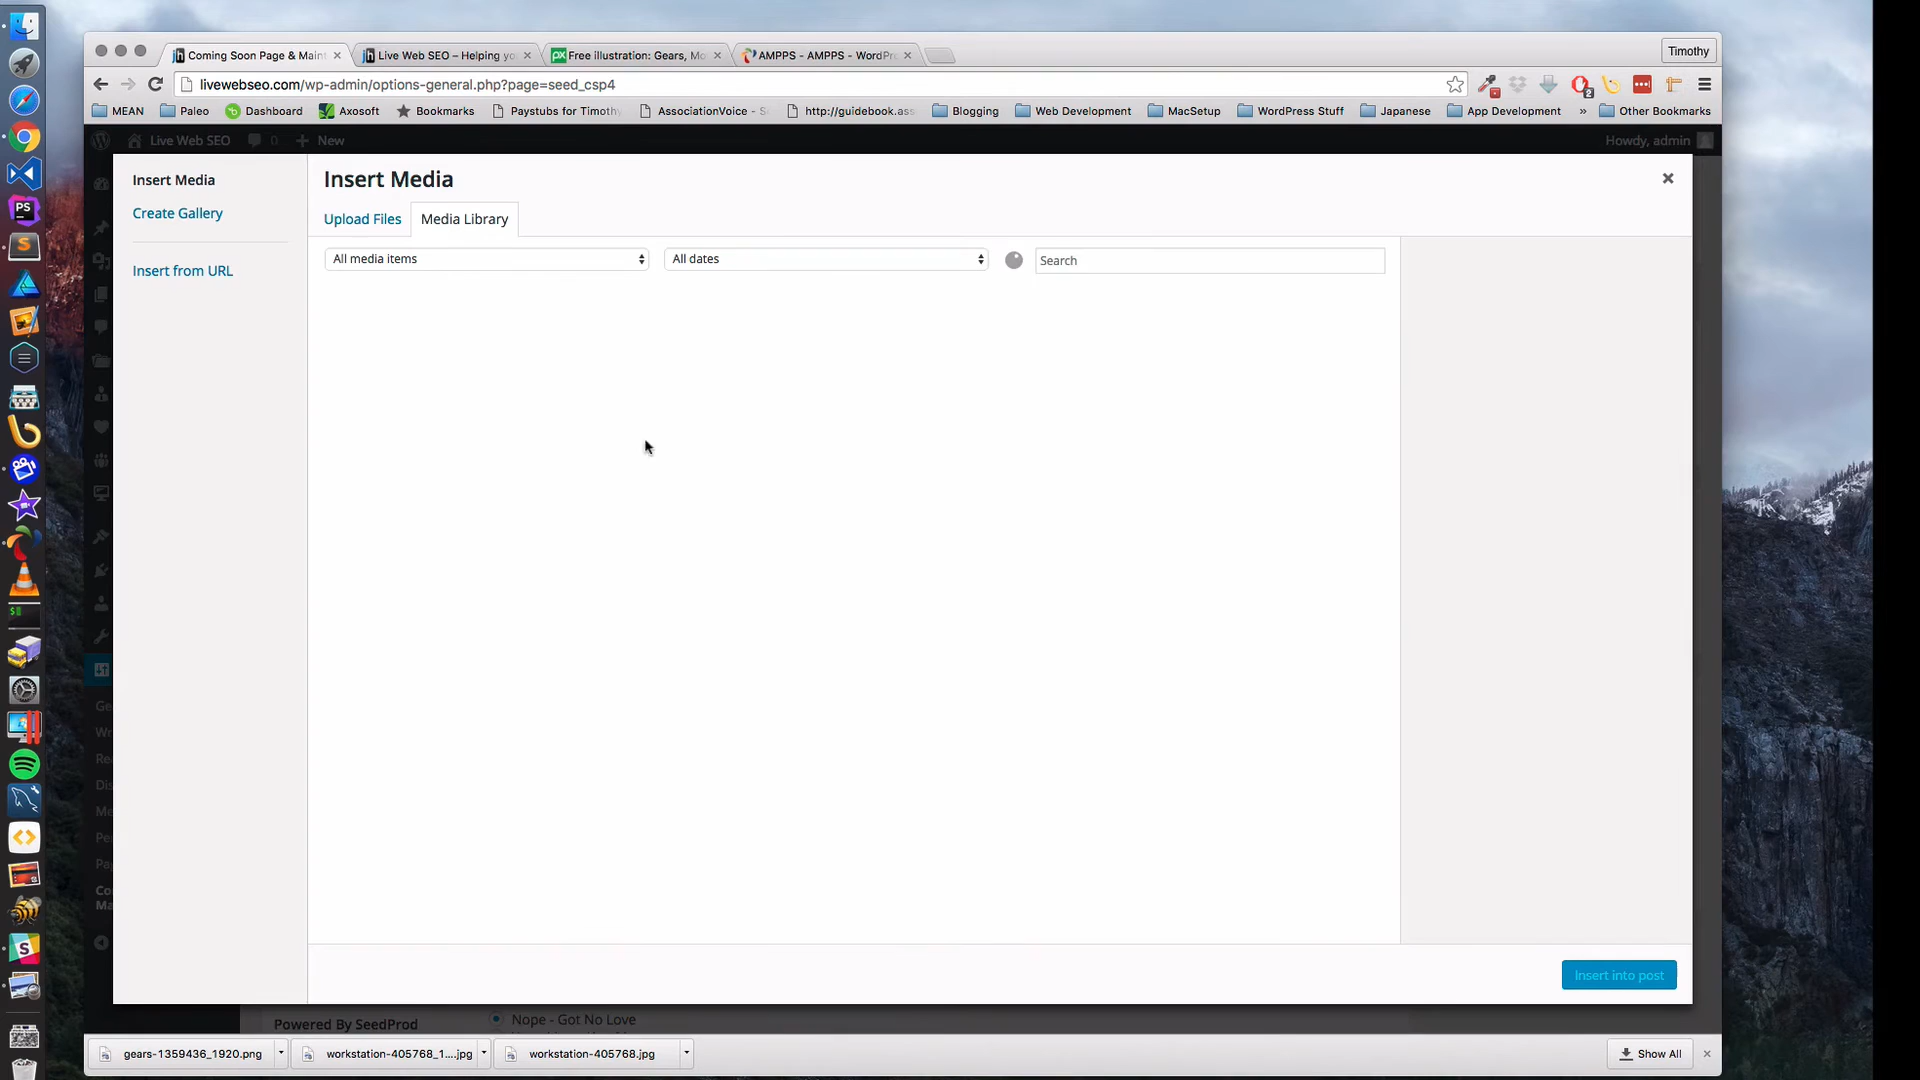 Coming Soon Page & Maint
Live Web SEO – Helping yo
Free illustration: Gears, Mo
AMPPS - AMPPS - WordPr
Timothy
livewebseo.com/wp-admin/options-general.php?page=seed_csp4
MEAN
Paleo
Dashboard
Axosoft
Bookmarks
Paystubs for Timothy
AssociationVoice - S
http://guidebook.ass
Blogging
Web Development
MacSetup
WordPress Stuff
Japanese
App Development
»
Other Bookmarks
Live Web SEO
0
New
Howdy, admin
Insert Media
Create Gallery
Insert from URL
Insert Media
Upload Files
Media Library
All media items
All dates
Search
Insert into post
Powered By SeedProd
Nope - Got No Love
gears-1359436_1920.png
workstation-405768_1....jpg
workstation-405768.jpg
Show All